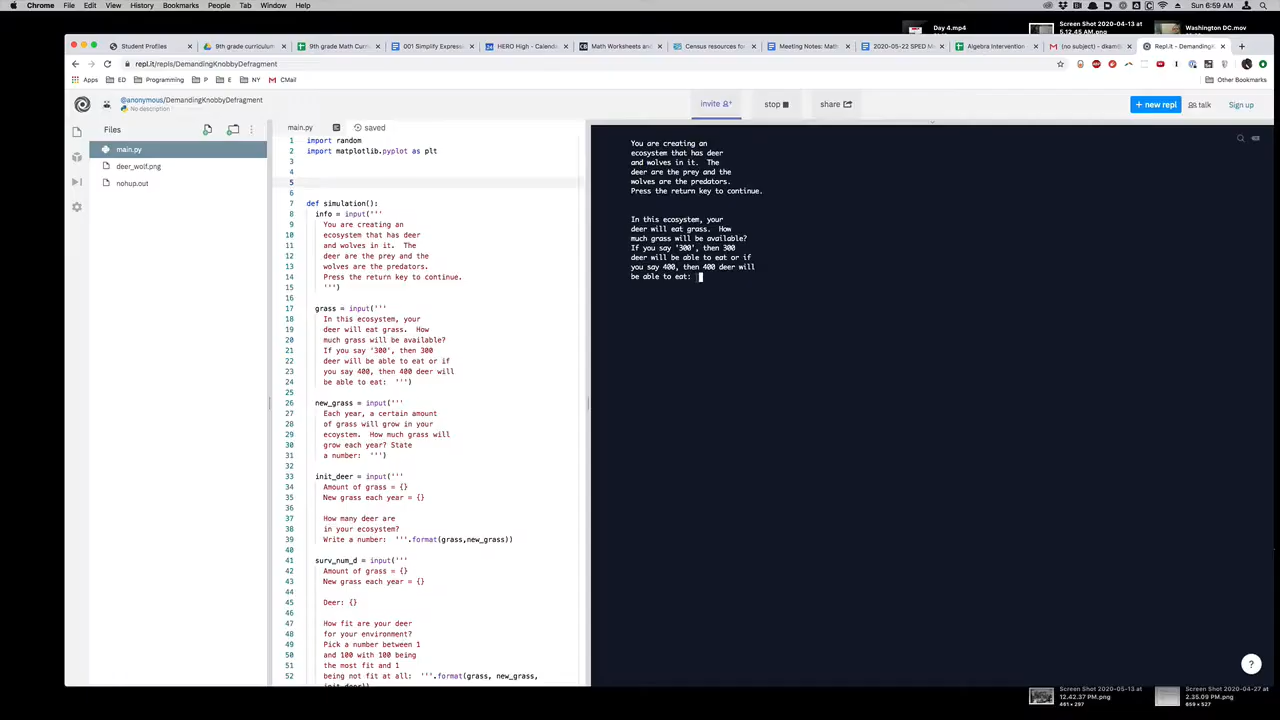 Chrome File Edit View History Bookmarks People Tab Window Help
Sun 6:59 AM
Day 4.mp4
Screen Shot 2020-04-13 at 5.12.45 AM
Washington DC.mov
Student Profiles
9th grade curriculum
9th grade Math Curric
001 Simplify Express
HERO High - Calenda
Math Worksheets and
Census resources for
Meeting Notes: Math
2020-05-22 SPED M
Algebra Intervention
(no subject) - dkamb
Repl.it - DemandingK
repl.it/repls/DemandingKnobbyDefragment
Apps ED Programming P E NY CMail Other Bookmarks
@anonymous/DemandingKnobbyDefragment
No description
invite stop share + new repl talk Sign up
Files
main.py
deer_wolf.png
nohup.out
main.py saved
1 import random
2 import matplotlib.pyplot as plt
3
4
5
6
7 def simulation():
8 info = input('''
9 You are creating an
10 ecosystem that has deer
11 and wolves in it. The
12 deer are the prey and the
13 wolves are the predators.
14 Press the return key to continue.
15 ''')
16
17 grass = input('''
18 In this ecosystem, your
19 deer will eat grass. How
20 much grass will be available?
21 If you say '300', then 300
22 deer will be able to eat or if
23 you say 400, then 400 deer will
24 be able to eat: ''')
25
26 new_grass = input('''
27 Each year, a certain amount
28 of grass will grow in your
29 ecosystem. How much grass will
30 grow each year? State
31 a number: ''')
32
33 init_deer = input('''
34 Amount of grass = {}
35 New grass each year = {}
36
37 How many deer are
38 in your ecosystem?
39 Write a number: '''.format(grass,new_grass))
40
41 surv_num_d = input('''
42 Amount of grass = {}
43 New grass each year = {}
44
45 Deer: {}
46
47 How fit are your deer
48 for your environment?
49 Pick a number between 1
50 and 100 with 100 being
51 the most fit and 1
52 being not fit at all: '''.format(grass, new_grass,
init_deer))
You are creating an
ecosystem that has deer
and wolves in it. The
deer are the prey and the
wolves are the predators.
Press the return key to continue.
In this ecosystem, your
deer will eat grass. How
much grass will be available?
If you say '300', then 300
deer will be able to eat or if
you say 400, then 400 deer will
be able to eat:
?
Screen Shot 2020-05-13 at 12.42.37 PM.png
461 × 297
Screen Shot 2020-04-27 at 2.35.09 PM.png
659 × 527